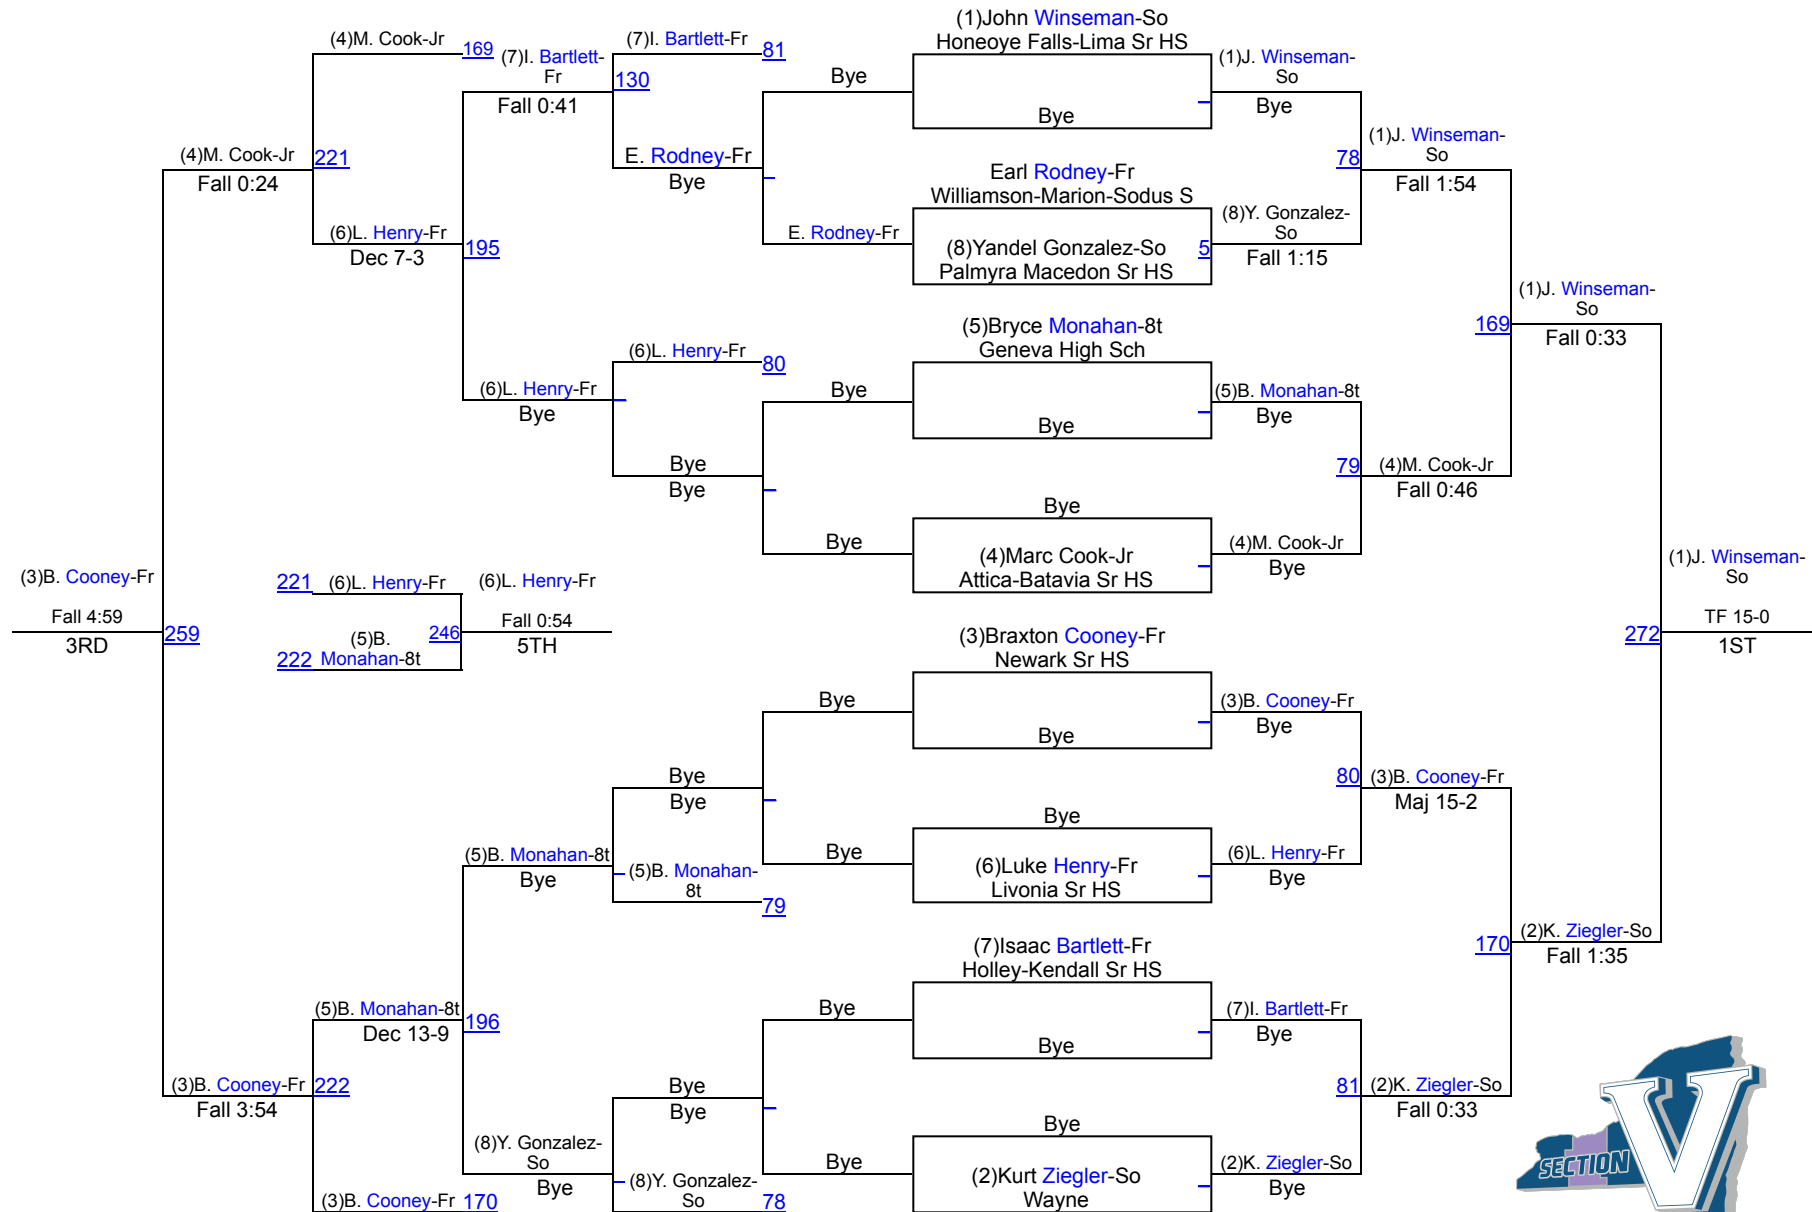 (1)John Winseman-So
Honeoye Falls-Lima Sr HS
(4)M. Cook-Jr
169
(7)I. Bartlett-
Fr
(7)I. Bartlett-Fr
81
Bye
(1)J. Winseman-
So
130
Fall 0:41
Bye
Bye
(4)M. Cook-Jr
221
Fall 0:24
E. Rodney-Fr
Bye
Earl Rodney-Fr
Williamson-Marion-Sodus S
78
(1)J. Winseman-
So
Fall 1:54
(6)L. Henry-Fr
195
Dec 7-3
E. Rodney-Fr
(8)Yandel Gonzalez-So
5
Palmyra Macedon Sr HS
(8)Y. Gonzalez-
So
Fall 1:15
(1)J. Winseman-
So
169
Fall 0:33
(5)Bryce Monahan-8t
Geneva High Sch
(6)L. Henry-Fr
80
(6)L. Henry-Fr
Bye
Bye
(5)B. Monahan-8t
Bye
Bye
Bye
Bye
79
(4)M. Cook-Jr
Fall 0:46
Bye
Bye
(4)Marc Cook-Jr
Attica-Batavia Sr HS
(4)M. Cook-Jr
Bye
(3)B. Cooney-Fr
Fall 4:59
3RD
259
221
(6)L. Henry-Fr
(6)L. Henry-Fr
Fall 0:54
246
5TH
(5)B.
222
Monahan-8t
(1)J. Winseman-
So
TF 15-0
272
1ST
(3)Braxton Cooney-Fr
Newark Sr HS
Bye
(3)B. Cooney-Fr
Bye
Bye
Bye
Bye
80
(3)B. Cooney-Fr
Maj 15-2
Bye
(5)B. Monahan-8t
Bye
(5)B. Monahan-
8t
79
Bye
(6)Luke Henry-Fr
Livonia Sr HS
(6)L. Henry-Fr
Bye
(7)Isaac Bartlett-Fr
Holley-Kendall Sr HS
170
(2)K. Ziegler-So
Fall 1:35
(5)B. Monahan-8t
196
Dec 13-9
Bye
(7)I. Bartlett-Fr
Bye
Bye
(3)B. Cooney-Fr
222
Fall 3:54
Bye
Bye
81
(2)K. Ziegler-So
Fall 0:33
Bye
(8)Y. Gonzalez-
So
Bye
(8)Y. Gonzalez-
So
78
Bye
(2)Kurt Ziegler-So
Wayne
(2)K. Ziegler-So
Bye
(3)B. Cooney-Fr
170
SECTION V